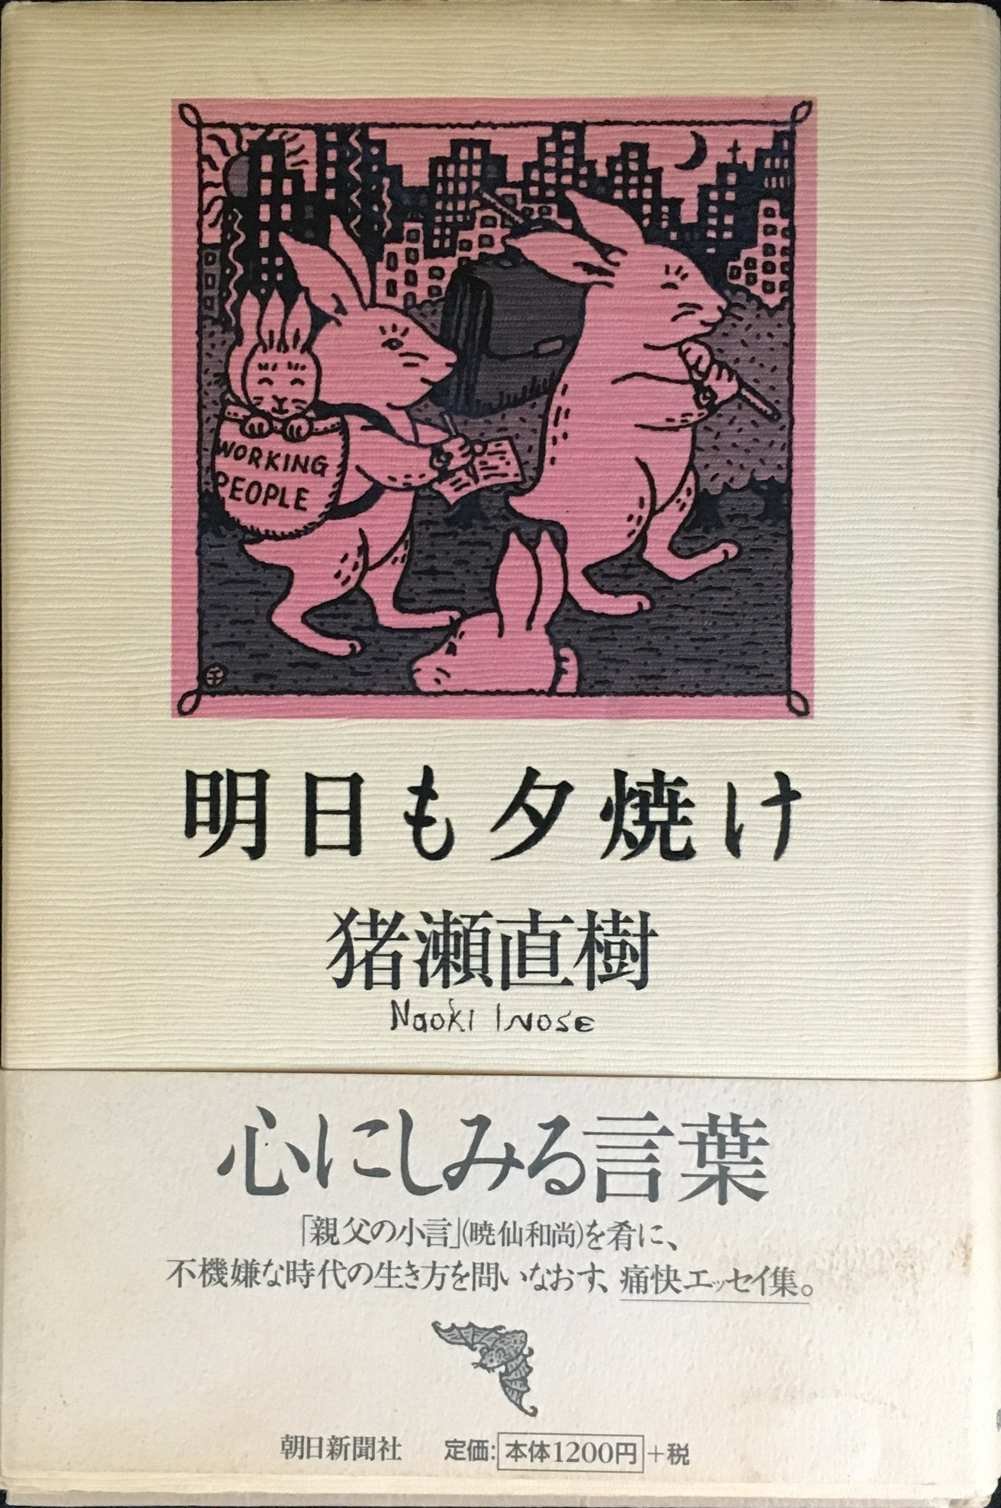 WORKING
PEOPLE
明日も夕焼け
猪瀬直樹
Naoki Inose
心にしみる言葉
「親父の小言」(暁仙和尚)を肴に、
不機嫌な時代の生き方を問いなおす、痛快エッセイ集。
朝日新聞社 定価:本体1200円+税